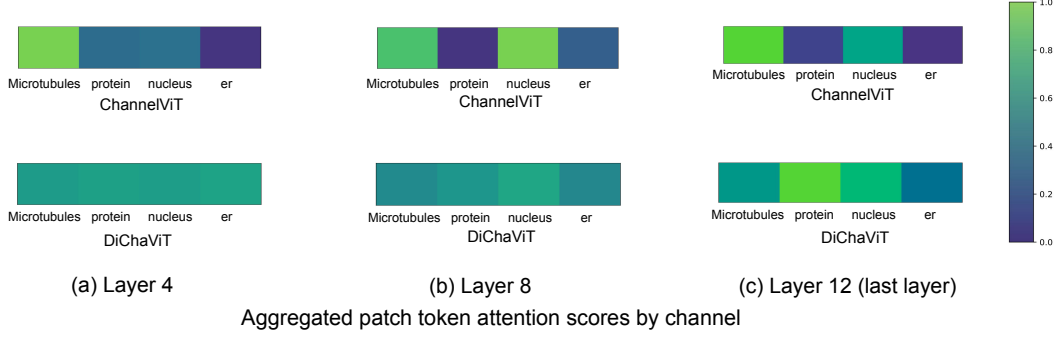 Microtubules protein nucleus er
ChannelViT
Microtubules protein nucleus er
ChannelViT
Microtubules protein nucleus er
ChannelViT
1.0
0.8
0.6
0.4
0.2
0.0
Microtubules protein nucleus er
DiChaViT
Microtubules protein nucleus er
DiChaViT
Microtubules protein nucleus er
DiChaViT
(a) Layer 4
(b) Layer 8
(c) Layer 12 (last layer)
Aggregated patch token attention scores by channel